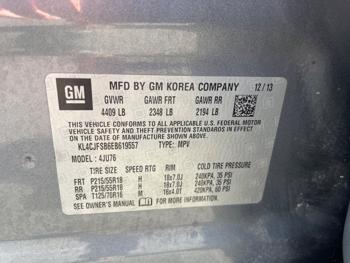 GM
MFD BY GM KOREA COMPANY 12/13
GVWR GAWR FRT GAWR RR
4409 LB 2348 LB 2194 LB
THIS VEHICLE CONFORMS TO ALL
APPLICABLE U.S. FEDERAL MOTOR
VEHICLE SAFETY, BUMPER, AND THEFT PREVENTION
STANDARDS IN EFFECT ON THE DATE OF
MANUFACTURE SHOWN ABOVE.
KL4CJFSB6EB619557 TYPE: MPV
MODEL: 4JU76
TIRE SIZE SPEED RTG RIM COLD TIRE PRESSURE
FRT P215/55R18 H 18x7.0J 240KPA, 35 PSI
RR P215/55R18 H 18x7.0J 240KPA, 35 PSI
SPA T125/70R16 M 16x4.0T 420KPA, 60 PSI
SEE OWNER'S MANUAL FOR ADDITIONAL INFORMATION.